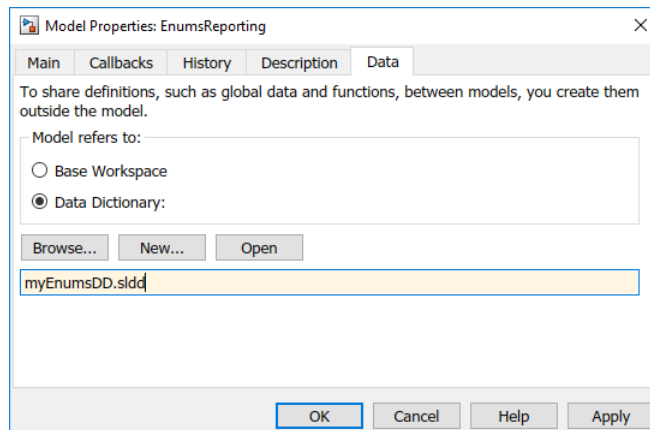 Model Properties: EnumsReporting
Main Callbacks History Description Data
To share definitions, such as global data and functions, between models, you create them
outside the model.
Model refers to:
Base Workspace
Data Dictionary:
Browse... New... Open
myEnumsDD.sldd
OK Cancel Help Apply